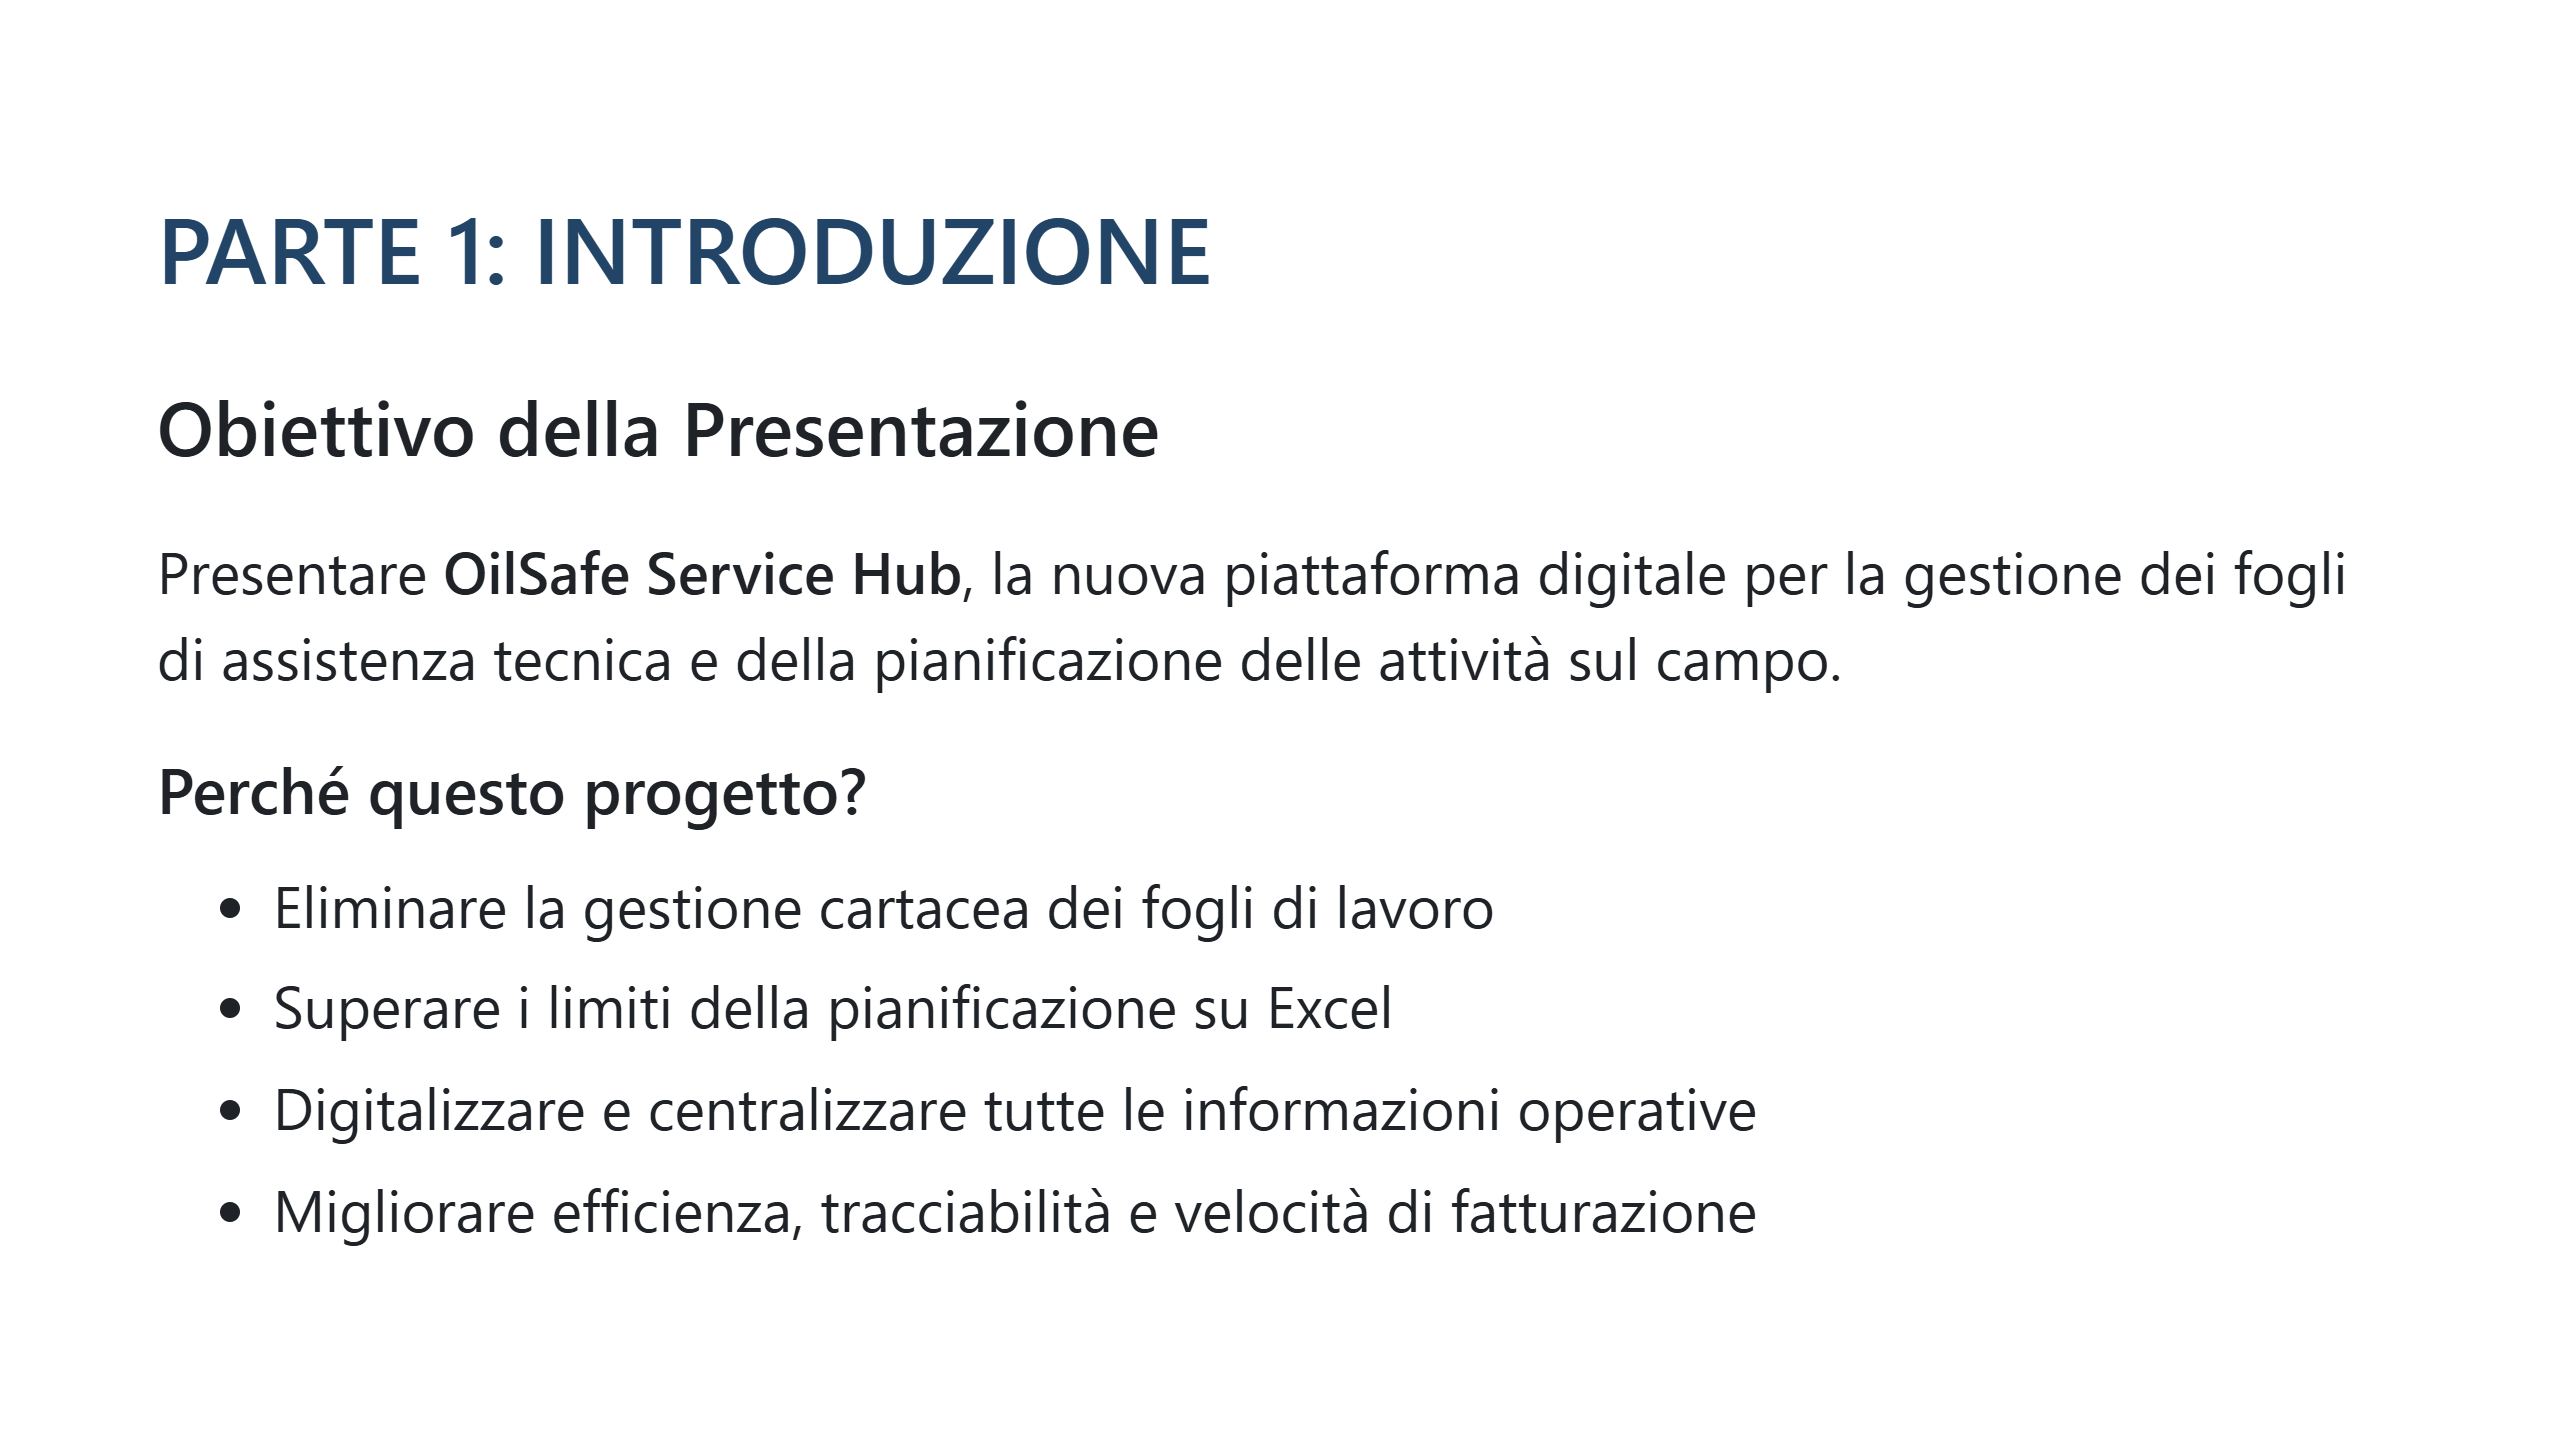 PARTE 1: INTRODUZIONE
Obiettivo della Presentazione
Presentare OilSafe Service Hub, la nuova piattaforma digitale per la gestione dei fogli
di assistenza tecnica e della pianificazione delle attività sul campo.
Perché questo progetto?
• Eliminare la gestione cartacea dei fogli di lavoro
• Superare i limiti della pianificazione su Excel
• Digitalizzare e centralizzare tutte le informazioni operative
• Migliorare efficienza, tracciabilità e velocità di fatturazione